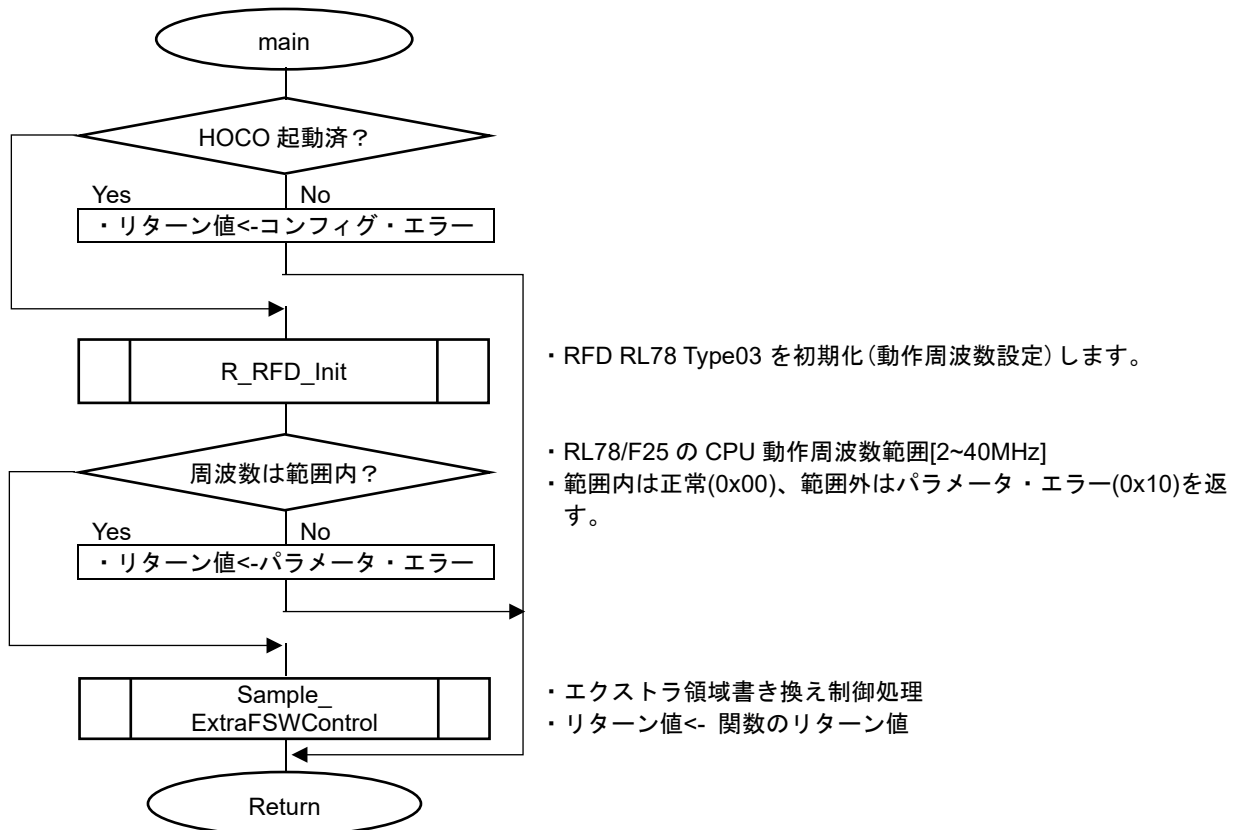 main
HOCO 起動済？
Yes
No
・リターン値<-コンフィグ・エラー
R_RFD_Init
・RFD RL78 Type03 を初期化（動作周波数設定）します。
周波数は範囲内？
・RL78/F25 の CPU 動作周波数範囲[2~40MHz]
・範囲内は正常(0x00)、範囲外はパラメータ・エラー(0x10)を返
す。
Yes
No
・リターン値<-パラメータ・エラー
Sample_
ExtraFSWControl
・エクストラ領域書き換え制御処理
・リターン値<- 関数のリターン値
Return